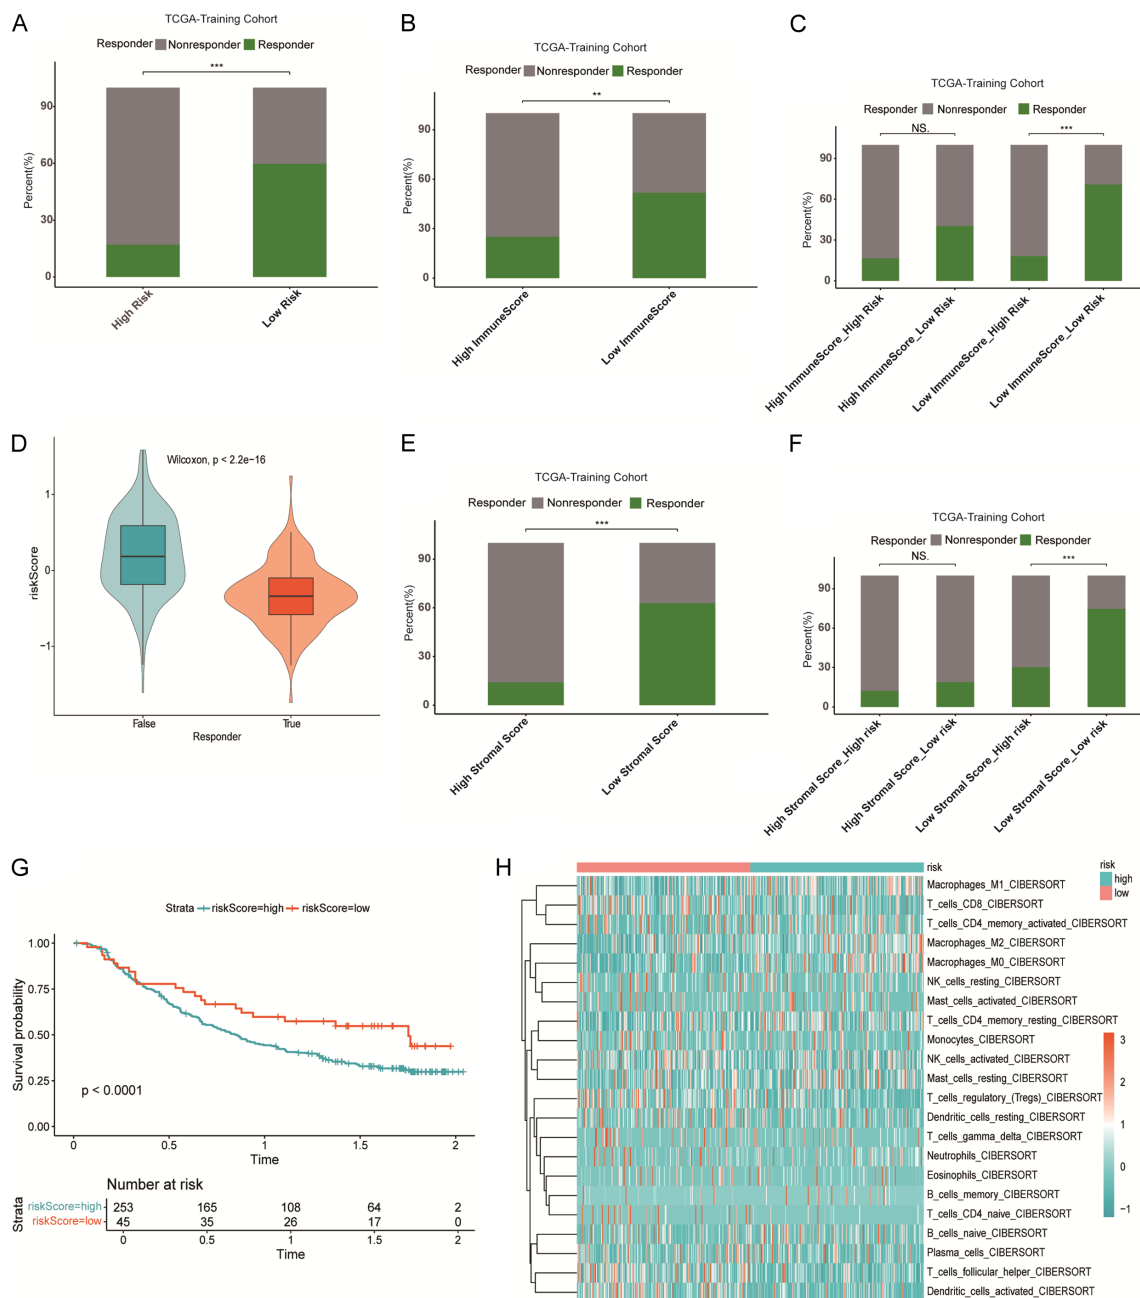 A
TCGA-Training Cohort
Responder Nonresponder Responder
***
Percent(%)
90
60
30
0
High Risk
Low Risk
B
TCGA-Training Cohort
Responder Nonresponder Responder
**
Percent(%)
90
60
30
0
High ImmuneScore
Low ImmuneScore
C
TCGA-Training Cohort
Responder Nonresponder Responder
NS.
***
Percent(%)
90
60
30
0
High ImmuneScore_High Risk
High ImmuneScore_Low Risk
Low ImmuneScore_High Risk
Low ImmuneScore_Low Risk
D
Wilcoxon, p < 2.2e-16
riskScore
1
0
−1
False
True
Responder
E
TCGA-Training Cohort
Responder Nonresponder Responder
***
Percent(%)
90
60
30
0
High Stromal Score
Low Stromal Score
F
TCGA-Training Cohort
Responder Nonresponder Responder
NS.
***
Percent(%)
90
60
30
0
High Stromal Score_High risk
High Stromal Score_Low risk
Low Stromal Score_High risk
Low Stromal Score_Low risk
G
Strata riskScore=high riskScore=low
Survival probability
1.00
0.75
0.50
0.25
0.00
p < 0.0001
0 0.5 1 1.5 2
Time
Number at risk
Strata
riskScore=high 253 165 108 64 2
riskScore=low 45 35 26 17 0
0 0.5 1 1.5 2
Time
H
risk
risk
high
low
Macrophages_M1_CIBERSORT
T_cells_CD8_CIBERSORT
T_cells_CD4_memory_activated_CIBERSORT
Macrophages_M2_CIBERSORT
Macrophages_M0_CIBERSORT
NK_cells_resting_CIBERSORT
Mast_cells_activated_CIBERSORT
T_cells_CD4_memory_resting_CIBERSORT
Monocytes_CIBERSORT
NK_cells_activated_CIBERSORT
Mast_cells_resting_CIBERSORT
T_cells_regulatory_(Tregs)_CIBERSORT
Dendritic_cells_resting_CIBERSORT
T_cells_gamma_delta_CIBERSORT
Neutrophils_CIBERSORT
Eosinophils_CIBERSORT
B_cells_memory_CIBERSORT
T_cells_CD4_naive_CIBERSORT
B_cells_naive_CIBERSORT
Plasma_cells_CIBERSORT
T_cells_follicular_helper_CIBERSORT
Dendritic_cells_activated_CIBERSORT
3
2
1
0
−1